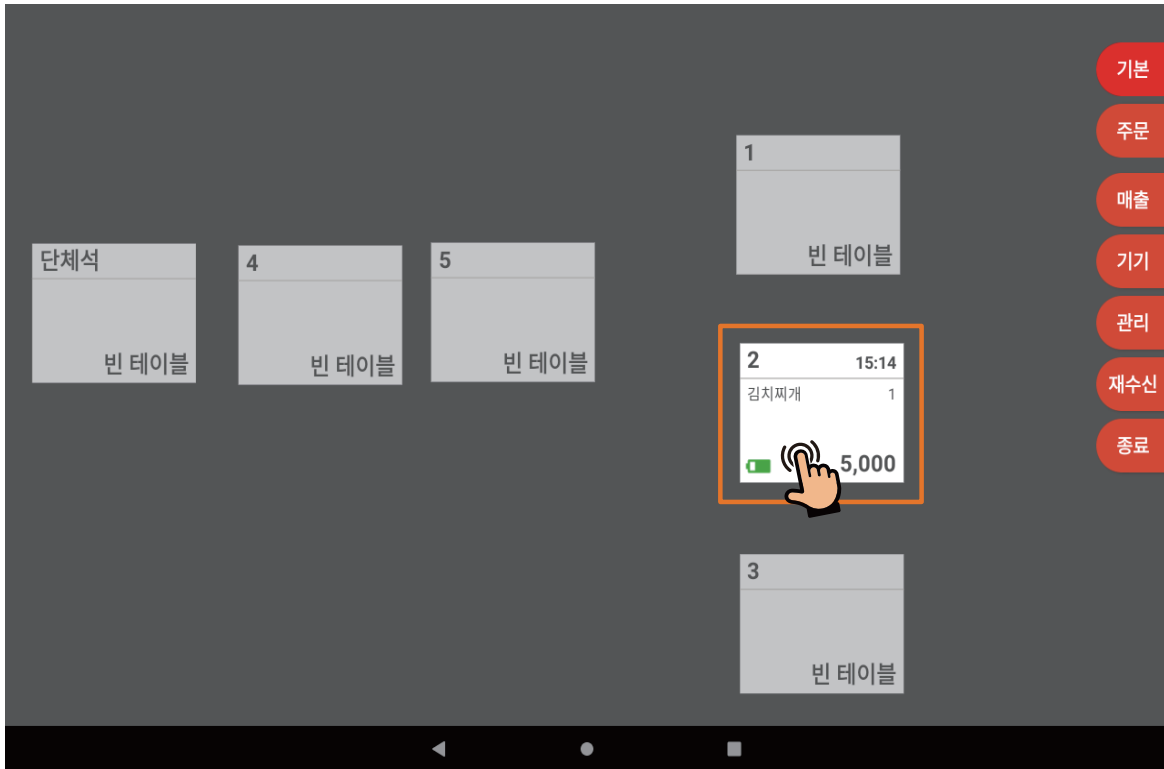 단체석
빈 테이블
4
빈 테이블
5
빈 테이블
1
빈 테이블
2 15:14
김치찌개 1
5,000
3
빈 테이블
기본
주문
매출
기기
관리
재수신
종료